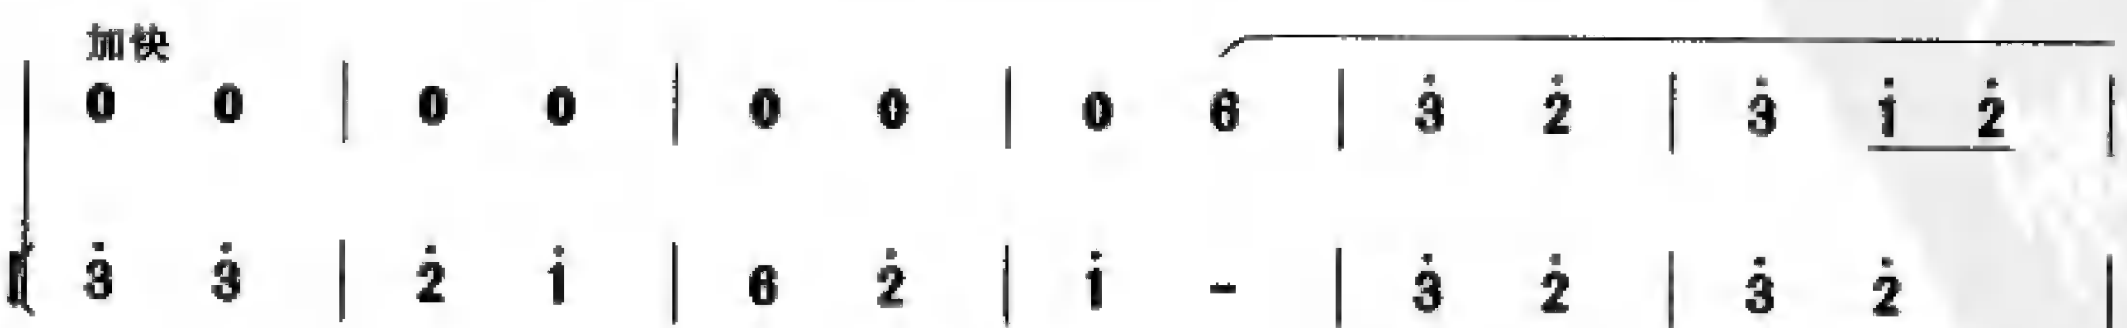 加快
0 0 | 0 0 | 0 0 | 0 6 | 3̇ 2̇ | 3̇ 1̇ 2̇ |
3̇ 3̇ | 2̇ 1̇ | 6 2̇ | 1̇ - | 3̇ 2̇ | 3̇ 2̇ |